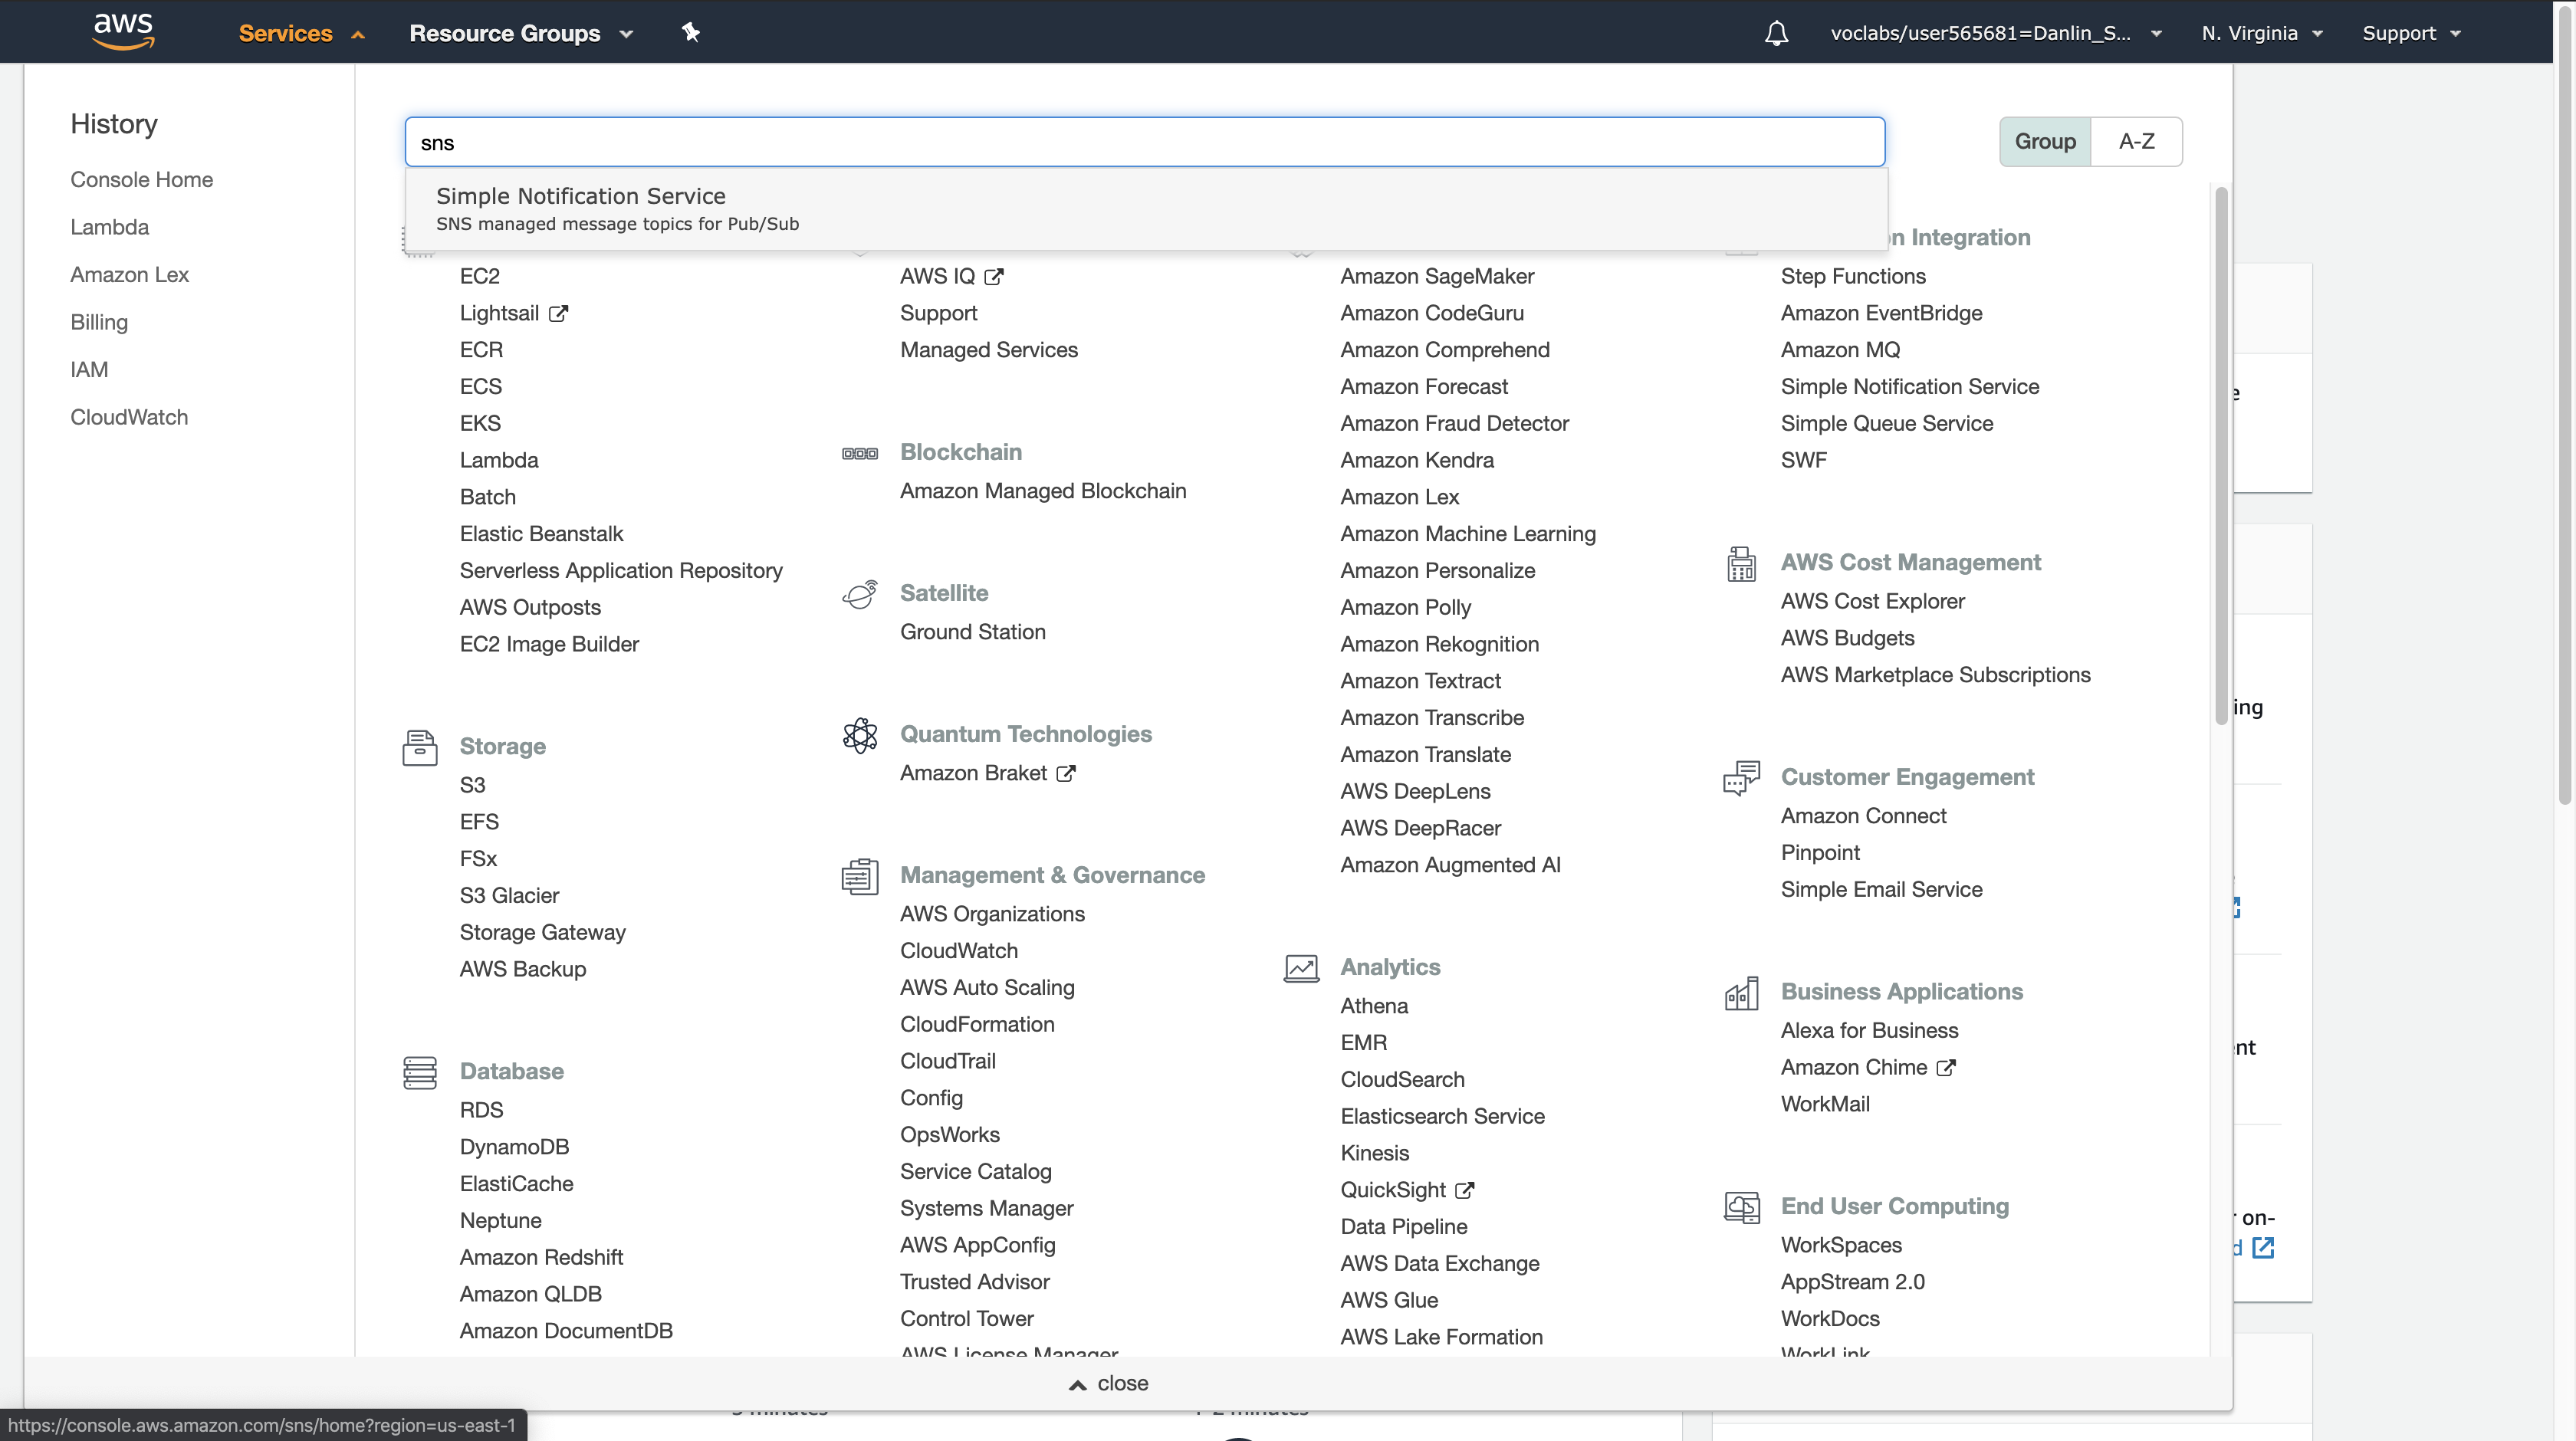 aws
Services
Resource Groups
voclabs/user565681=Danlin_S...
N. Virginia
Support
History
Console Home
Lambda
Amazon Lex
Billing
IAM
CloudWatch
sns
Group
A-Z
Simple Notification Service
SNS managed message topics for Pub/Sub
EC2
Lightsail
ECR
ECS
EKS
Lambda
Batch
Elastic Beanstalk
Serverless Application Repository
AWS Outposts
EC2 Image Builder
Storage
S3
EFS
FSx
S3 Glacier
Storage Gateway
AWS Backup
Database
RDS
DynamoDB
ElastiCache
Neptune
Amazon Redshift
Amazon QLDB
Amazon DocumentDB
AWS IQ
Support
Managed Services
Blockchain
Amazon Managed Blockchain
Satellite
Ground Station
Quantum Technologies
Amazon Braket
Management & Governance
AWS Organizations
CloudWatch
AWS Auto Scaling
CloudFormation
CloudTrail
Config
OpsWorks
Service Catalog
Systems Manager
AWS AppConfig
Trusted Advisor
Control Tower
AWS License Manager
Amazon SageMaker
Amazon CodeGuru
Amazon Comprehend
Amazon Forecast
Amazon Fraud Detector
Amazon Kendra
Amazon Lex
Amazon Machine Learning
Amazon Personalize
Amazon Polly
Amazon Rekognition
Amazon Textract
Amazon Transcribe
Amazon Translate
AWS DeepLens
AWS DeepRacer
Amazon Augmented AI
Analytics
Athena
EMR
CloudSearch
Elasticsearch Service
Kinesis
QuickSight
Data Pipeline
AWS Data Exchange
AWS Glue
AWS Lake Formation
n Integration
Step Functions
Amazon EventBridge
Amazon MQ
Simple Notification Service
Simple Queue Service
SWF
AWS Cost Management
AWS Cost Explorer
AWS Budgets
AWS Marketplace Subscriptions
Customer Engagement
Amazon Connect
Pinpoint
Simple Email Service
Business Applications
Alexa for Business
Amazon Chime
WorkMail
End User Computing
WorkSpaces
AppStream 2.0
WorkDocs
WorkLink
e
ing
nt
r on-
d
close
https://console.aws.amazon.com/sns/home?region=us-east-1